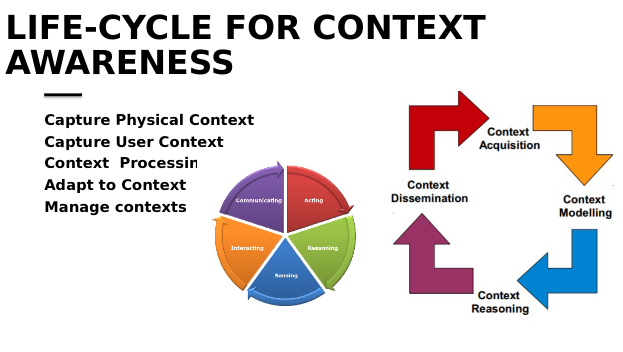 LIFE-CYCLE FOR CONTEXT
AWARENESS
Capture Physical Context
Capture User Context
Context Processin
Adapt to Context
Manage contexts
Communicating
Acting
Interacting
Reasoning
Sensing
Context
Acquisition
Context
Dissemination
Context
Modelling
Context
Reasoning